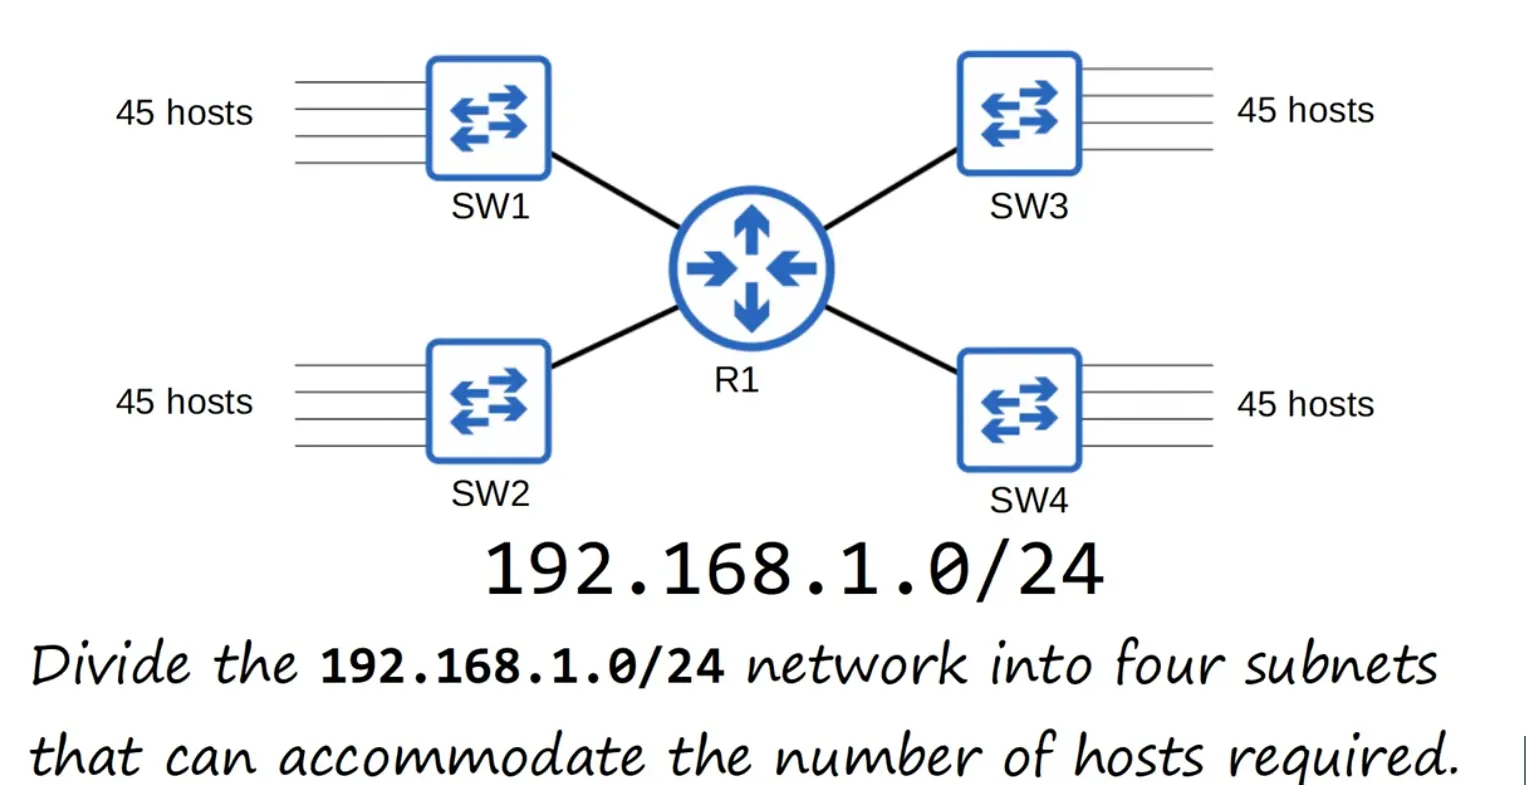 45 hosts
45 hosts
SW1
SW3
R1
45 hosts
45 hosts
SW2
SW4
192.168.1.0/24
Divide the 192.168.1.0/24 network into four subnets
that can accommodate the number of hosts required.